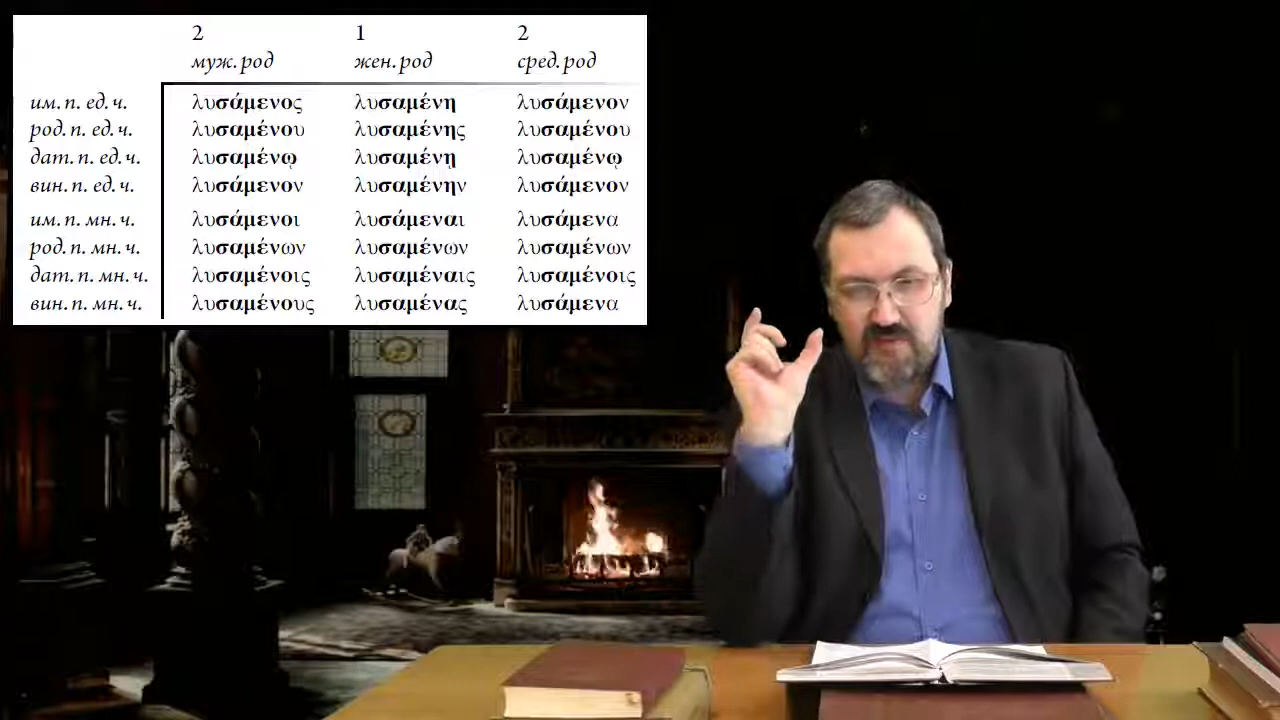 2 1 2
муж. род жен. род сред. род
им. п. ед. ч. λυσάμενος λυσαμένη λυσάμενον
род. п. ед. ч. λυσαμένου λυσαμένης λυσαμένου
дат. п. ед. ч. λυσαμένῳ λυσαμένῃ λυσαμένῳ
вин. п. ед. ч. λυσάμενον λυσαμένην λυσάμενον
им. п. мн. ч. λυσάμενοι λυσάμεναι λυσάμενα
род. п. мн. ч. λυσαμένων λυσαμένων λυσαμένων
дат. п. мн. ч. λυσαμένοις λυσαμέναις λυσαμένοις
вин. п. мн. ч. λυσαμένους λυσαμένας λυσάμενα